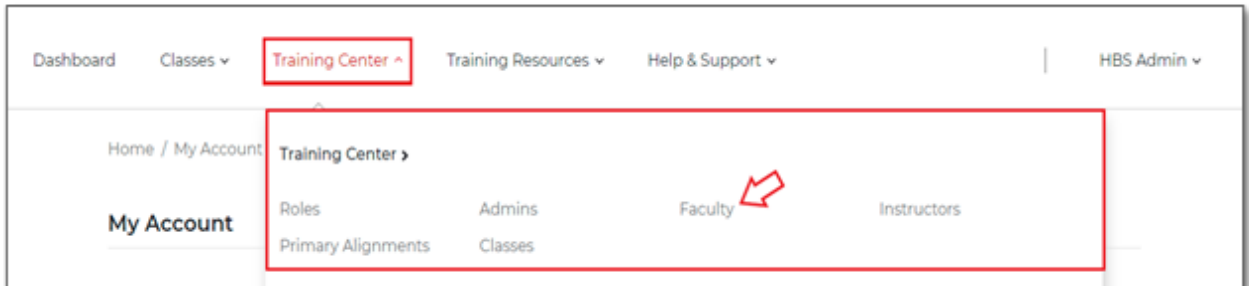 Dashboard Classes Training Center Training Resources Help & Support HBS Admin
Home / My Account
Training Center
Roles Admins Faculty Instructors
My Account
Primary Alignments Classes